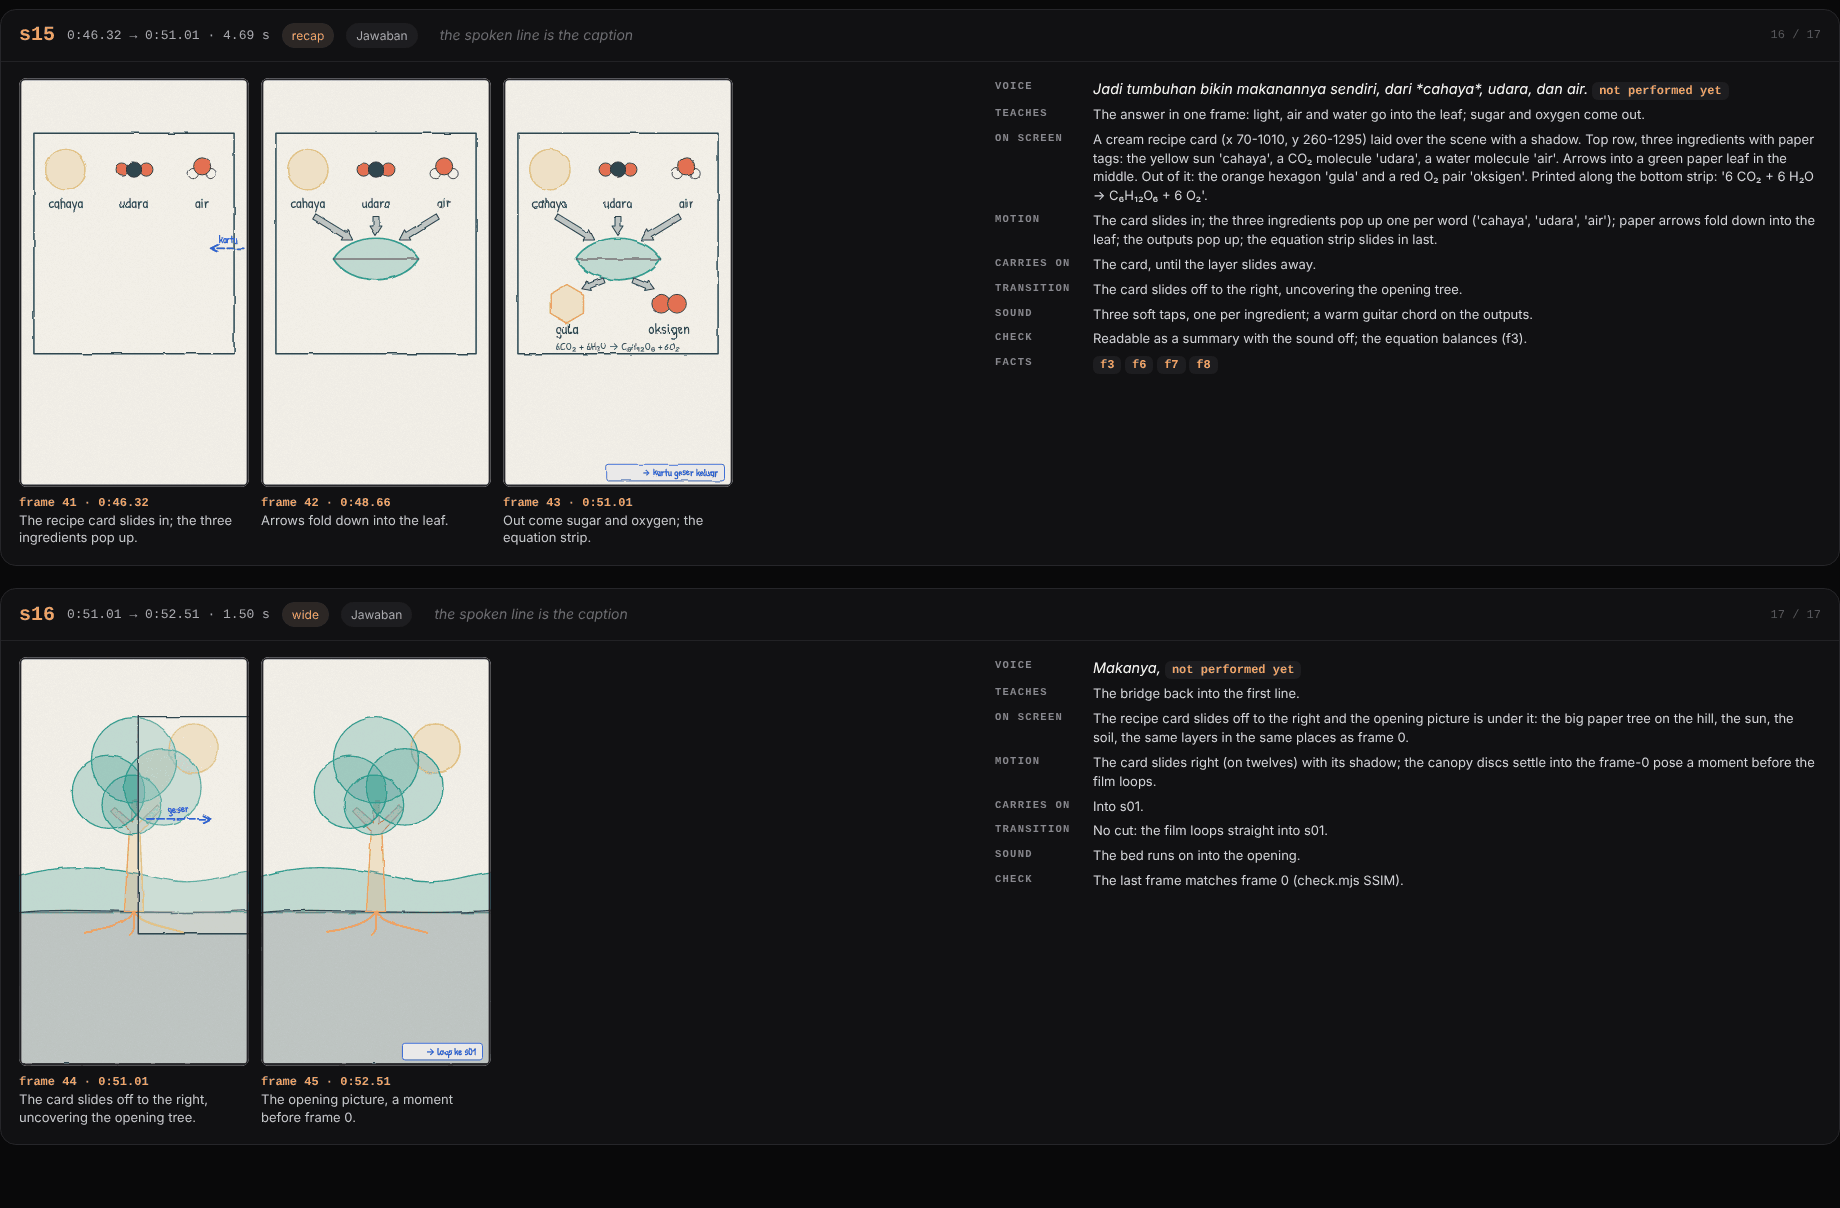 s15 0:46.32 → 0:51.01 · 4.69 s recap Jawaban the spoken line is the caption 16 / 17
cahaya udara air
kartu
cahaya udara air
cahaya udara air
gula oksigen
6CO₂ + 6H₂O → C₆H₁₂O₆ + 6O₂
→ kartu geser keluar
frame 41 · 0:46.32
The recipe card slides in; the three
ingredients pop up.
frame 42 · 0:48.66
Arrows fold down into the leaf.
frame 43 · 0:51.01
Out come sugar and oxygen; the
equation strip.
VOICE Jadi tumbuhan bikin makanannya sendiri, dari *cahaya*, udara, dan air. not performed yet
TEACHES The answer in one frame: light, air and water go into the leaf; sugar and oxygen come out.
ON SCREEN A cream recipe card (x 70-1010, y 260-1295) laid over the scene with a shadow. Top row, three ingredients with paper
tags: the yellow sun 'cahaya', a CO₂ molecule 'udara', a water molecule 'air'. Arrows into a green paper leaf in the
middle. Out of it: the orange hexagon 'gula' and a red O₂ pair 'oksigen'. Printed along the bottom strip: '6 CO₂ + 6 H₂O
→ C₆H₁₂O₆ + 6 O₂'.
MOTION The card slides in; the three ingredients pop up one per word ('cahaya', 'udara', 'air'); paper arrows fold down into the
leaf; the outputs pop up; the equation strip slides in last.
CARRIES ON The card, until the layer slides away.
TRANSITION The card slides off to the right, uncovering the opening tree.
SOUND Three soft taps, one per ingredient; a warm guitar chord on the outputs.
CHECK Readable as a summary with the sound off; the equation balances (f3).
FACTS f3 f6 f7 f8
s16 0:51.01 → 0:52.51 · 1.50 s wide Jawaban the spoken line is the caption 17 / 17
geser
→ loop ke s01
frame 44 · 0:51.01
The card slides off to the right,
uncovering the opening tree.
frame 45 · 0:52.51
The opening picture, a moment
before frame 0.
VOICE Makanya, not performed yet
TEACHES The bridge back into the first line.
ON SCREEN The recipe card slides off to the right and the opening picture is under it: the big paper tree on the hill, the sun, the
soil, the same layers in the same places as frame 0.
MOTION The card slides right (on twelves) with its shadow; the canopy discs settle into the frame-0 pose a moment before the
film loops.
CARRIES ON Into s01.
TRANSITION No cut: the film loops straight into s01.
SOUND The bed runs on into the opening.
CHECK The last frame matches frame 0 (check.mjs SSIM).